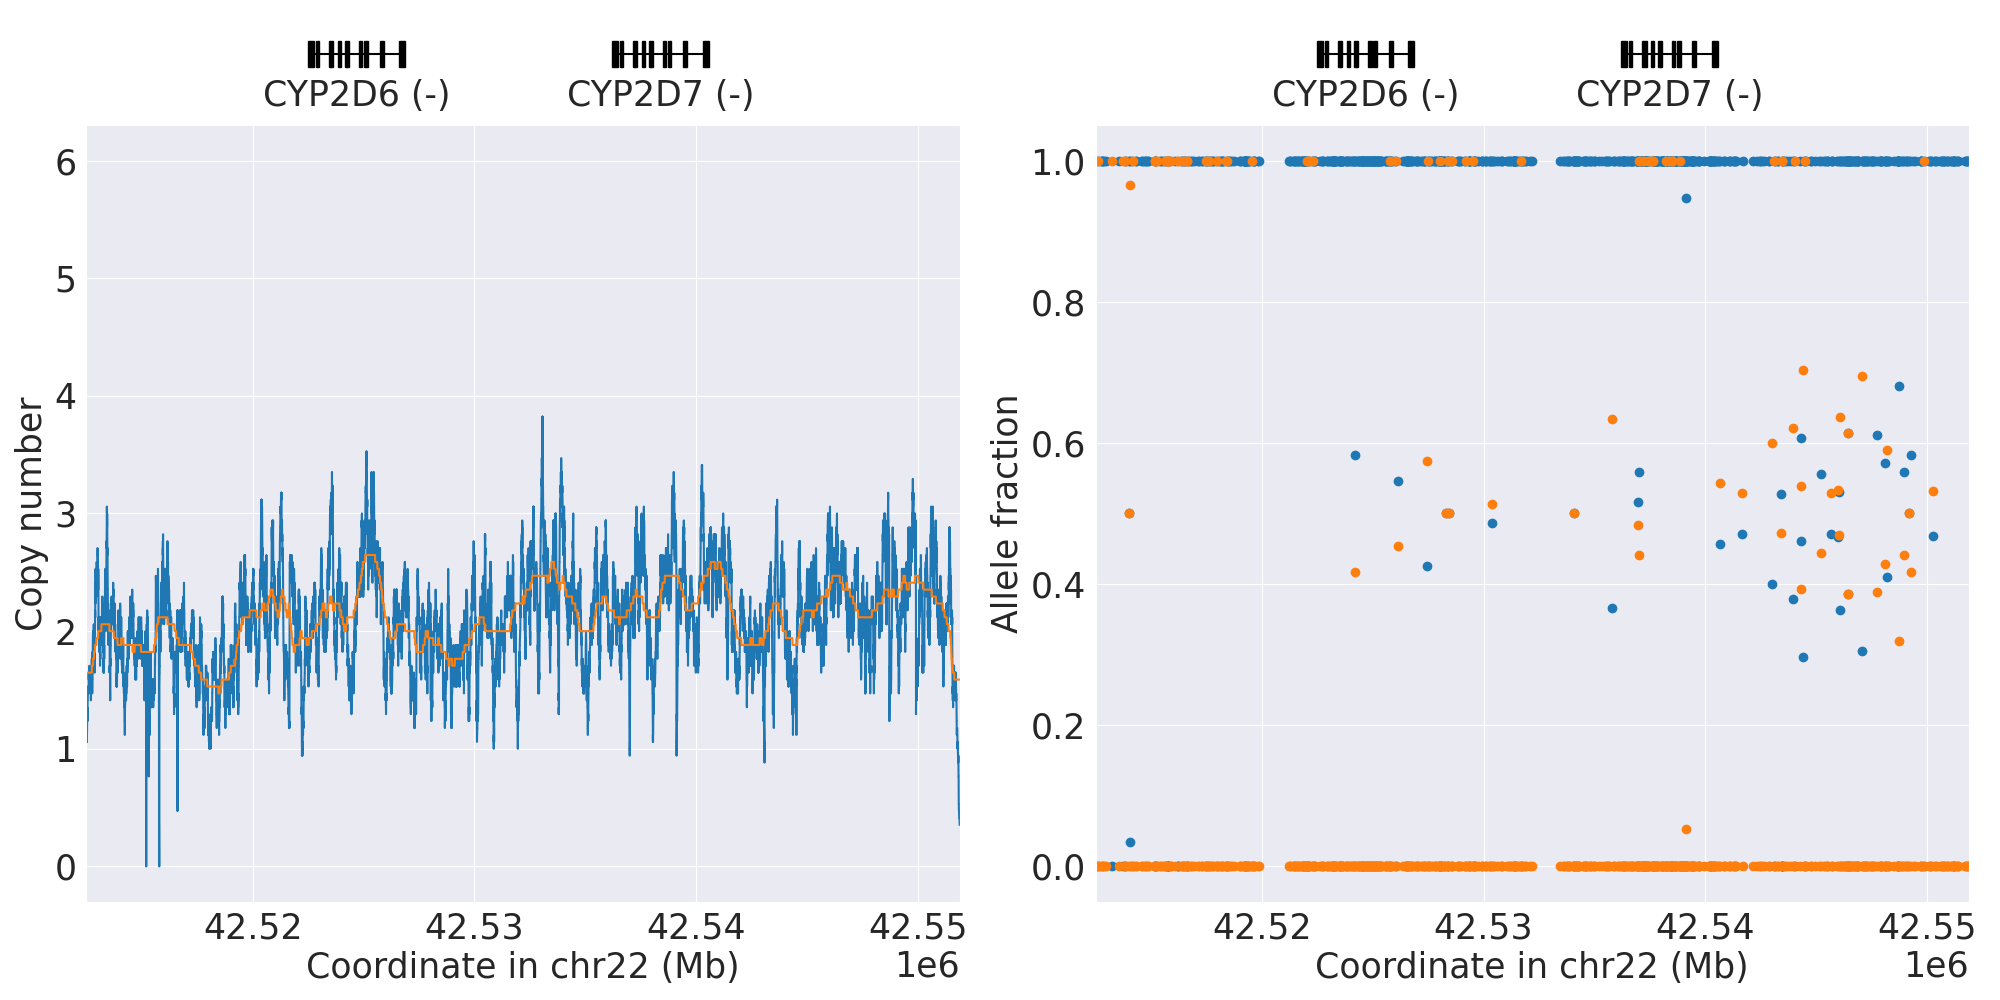 CYP2D6 (-) CYP2D7 (-)
6
5
4
3
2
1
0
Copy number
42.52 42.53 42.54 42.55
Coordinate in chr22 (Mb) 1e6
CYP2D6 (-) CYP2D7 (-)
1.0
0.8
0.6
0.4
0.2
0.0
Allele fraction
42.52 42.53 42.54 42.55
Coordinate in chr22 (Mb) 1e6